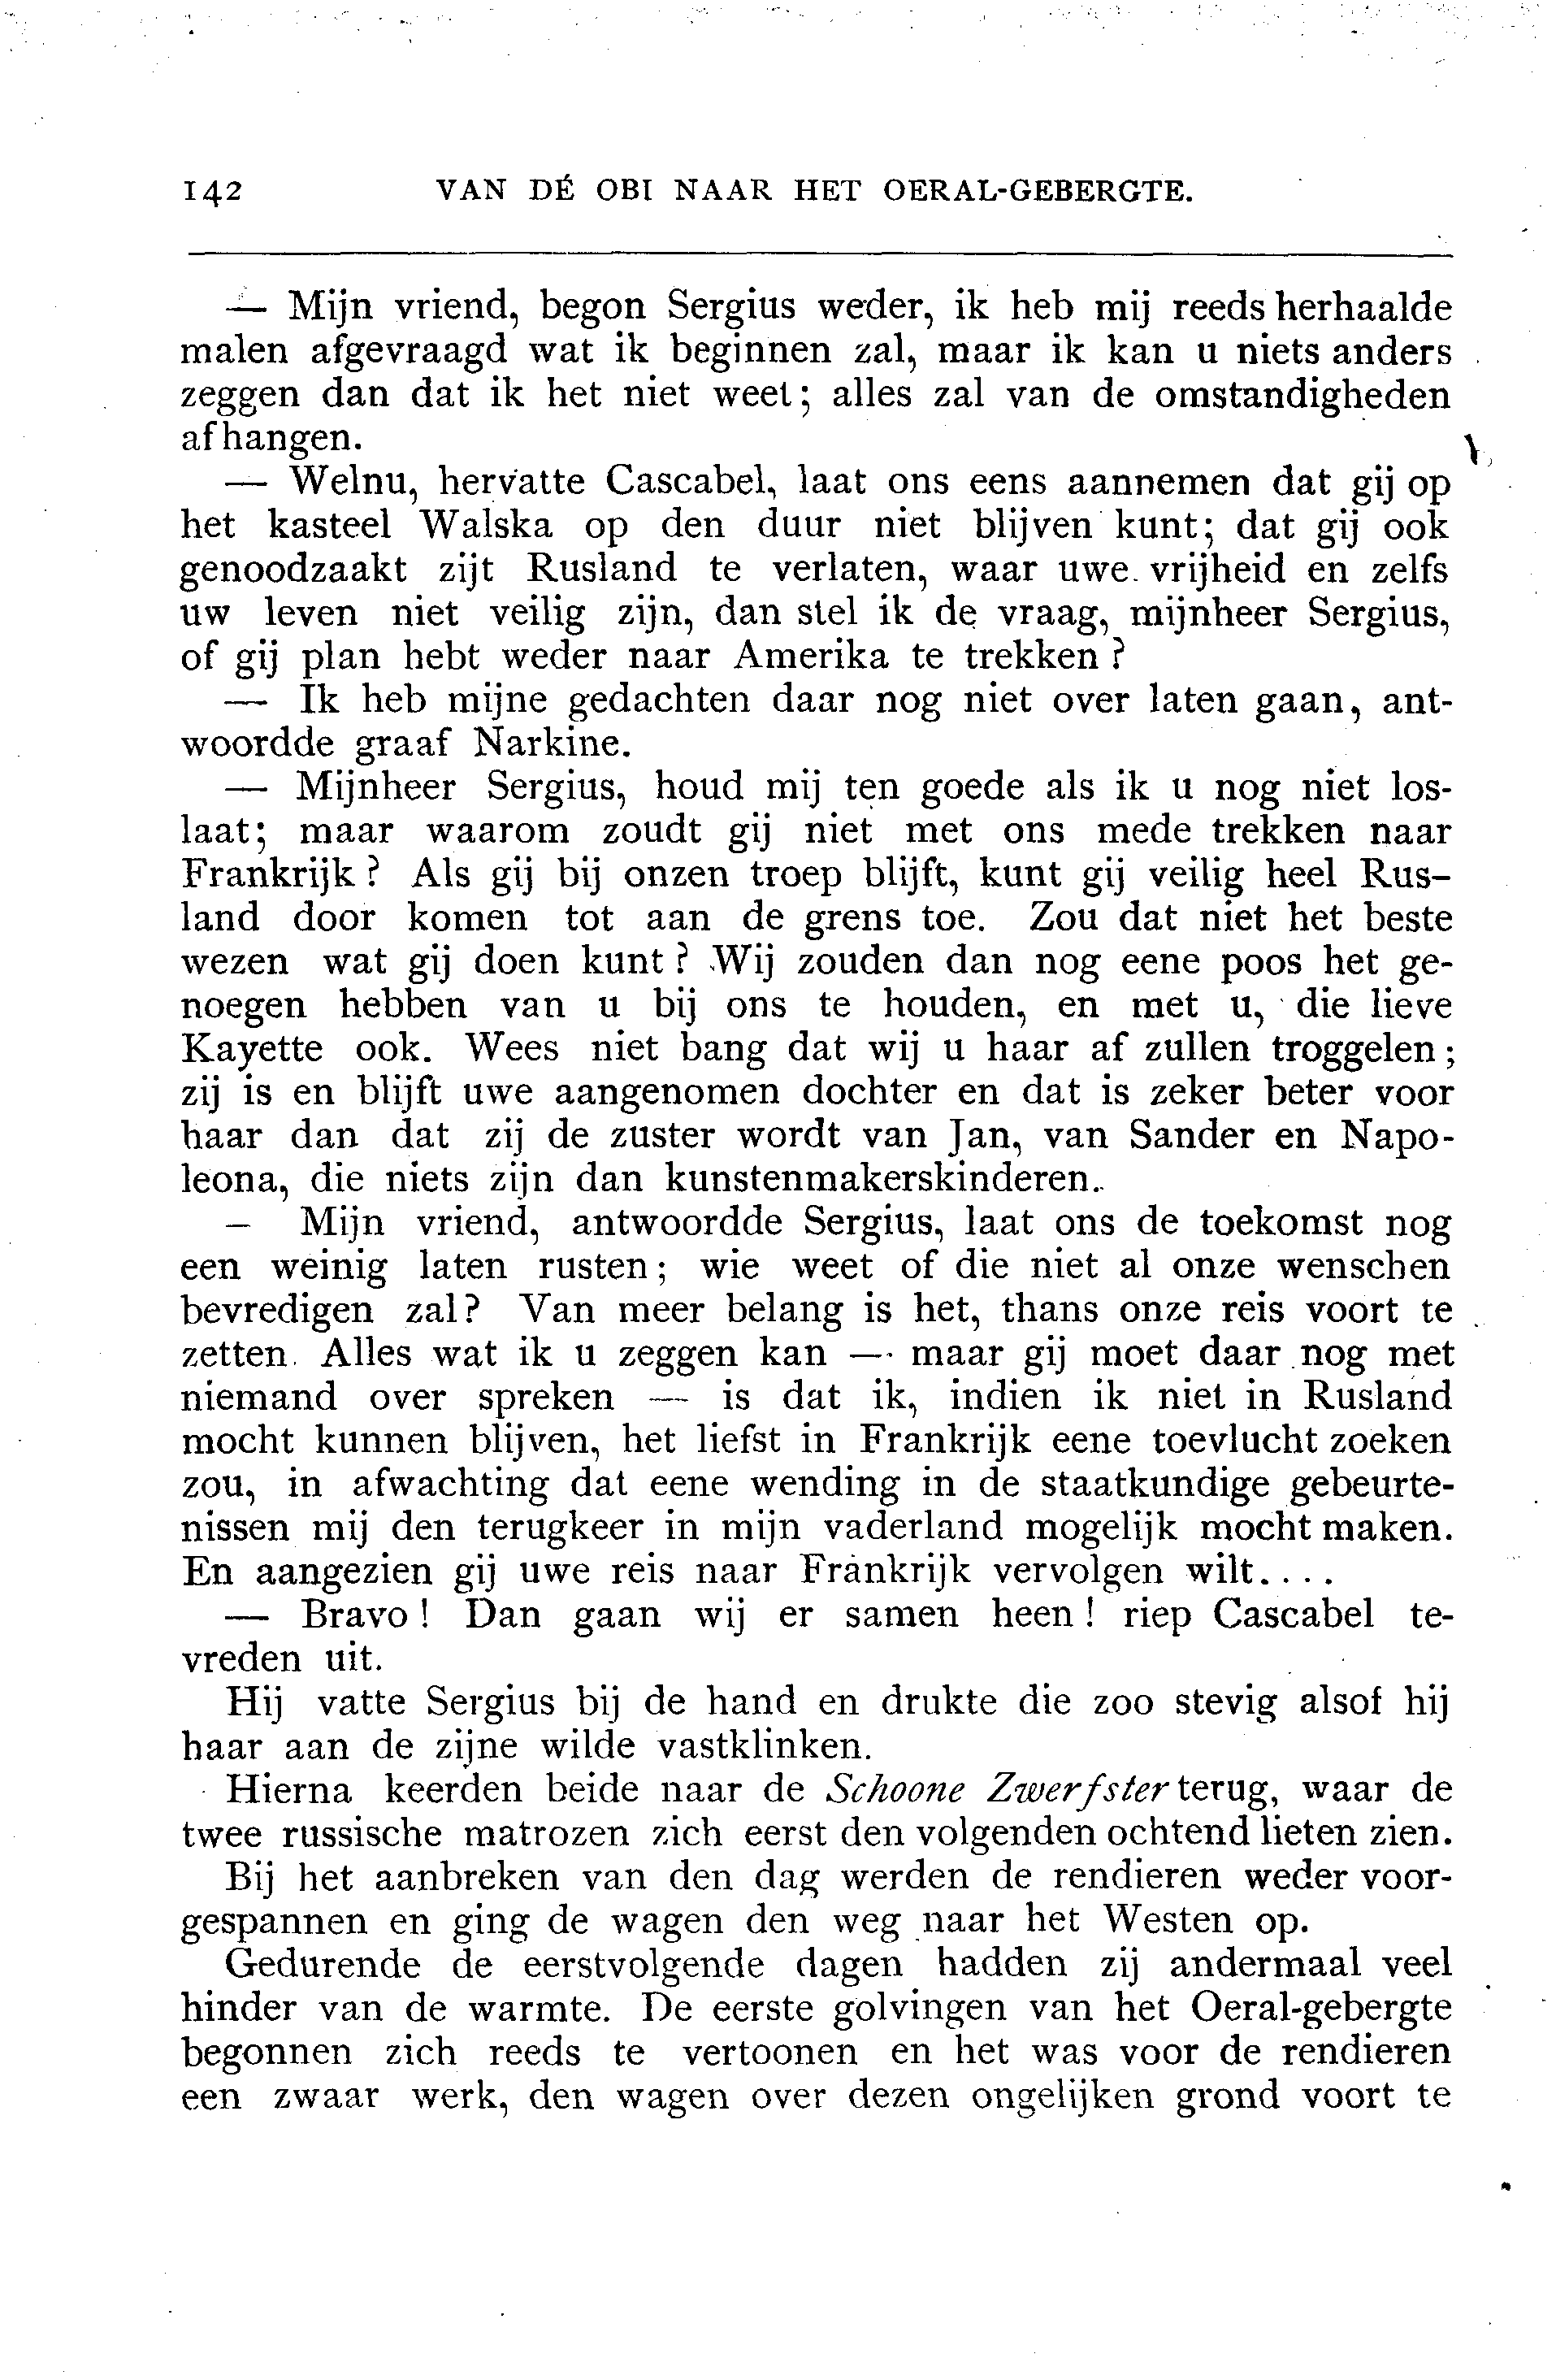 142 VAN DÉ OBI NAAR HET OERAL-GEBERGTE.
— Mijn vriend, begon Sergius weder, ik heb mij reeds herhaalde
malen afgevraagd wat ik beginnen zal, maar ik kan u niets anders
zeggen dan dat ik het niet weet; alles zal van de omstandigheden
afhangen.
— Welnu, hervatte Cascabel, laat ons eens aannemen dat gij op
het kasteel Walska op den duur niet blijven kunt; dat gij ook
genoodzaakt zijt Rusland te verlaten, waar uwe vrijheid en zelfs
uw leven niet veilig zijn, dan stel ik de vraag, mijnheer Sergius,
of gij plan hebt weder naar Amerika te trekken?
— Ik heb mijne gedachten daar nog niet over laten gaan, ant-
woordde graaf Narkine.
— Mijnheer Sergius, houd mij ten goede als ik u nog niet los-
laat; maar waarom zoudt gij niet met ons mede trekken naar
Frankrijk? Als gij bij onzen troep blijft, kunt gij veilig heel Rus-
land door komen tot aan de grens toe. Zou dat niet het beste
wezen wat gij doen kunt? Wij zouden dan nog eene poos het ge-
noegen hebben van u bij ons te houden, en met u, die lieve
Kayette ook. Wees niet bang dat wij u haar af zullen troggelen;
zij is en blijft uwe aangenomen dochter en dat is zeker beter voor
haar dan dat zij de zuster wordt van Jan, van Sander en Napo-
leona, die niets zijn dan kunstenmakerskinderen.
— Mijn vriend, antwoordde Sergius, laat ons de toekomst nog
een weinig laten rusten; wie weet of die niet al onze wenschen
bevredigen zal? Van meer belang is het, thans onze reis voort te
zetten. Alles wat ik u zeggen kan — maar gij moet daar nog met
niemand over spreken — is dat ik, indien ik niet in Rusland
mocht kunnen blijven, het liefst in Frankrijk eene toevlucht zoeken
zou, in afwachting dat eene wending in de staatkundige gebeurte-
nissen mij den terugkeer in mijn vaderland mogelijk mocht maken.
En aangezien gij uwe reis naar Frankrijk vervolgen wilt....
— Bravo! Dan gaan wij er samen heen! riep Cascabel te-
vreden uit.
Hij vatte Sergius bij de hand en drukte die zoo stevig alsof hij
haar aan de zijne wilde vastklinken.
Hierna keerden beide naar de Schoone Zwerfster terug, waar de
twee russische matrozen zich eerst den volgenden ochtend lieten zien.
Bij het aanbreken van den dag werden de rendieren weder voor-
gespannen en ging de wagen den weg naar het Westen op.
Gedurende de eerstvolgende dagen hadden zij andermaal veel
hinder van de warmte. De eerste golvingen van het Oeral-gebergte
begonnen zich reeds te vertoonen en het was voor de rendieren
een zwaar werk, den wagen over dezen ongelijken grond voort te